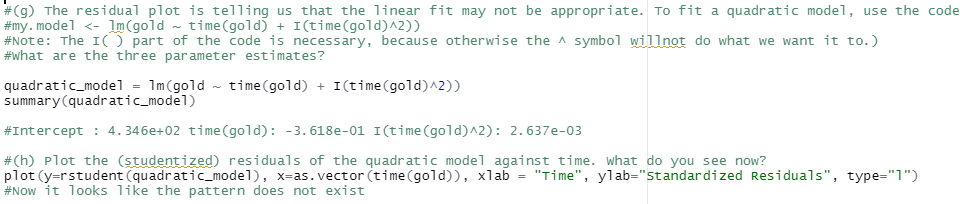 #(g) The residual plot is telling us that the linear fit may not be appropriate. To fit a quadratic model, use the code
#my.model <- lm(gold ~ time(gold) + I(time(gold)^2))
#Note: The I( ) part of the code is necessary, because otherwise the ^ symbol willnot do what we want it to.)
#What are the three parameter estimates?
quadratic_model = lm(gold ~ time(gold) + I(time(gold)^2))
summary(quadratic_model)
#Intercept : 4.346e+02 time(gold): -3.618e-01 I(time(gold)^2): 2.637e-03
#(h) Plot the (studentized) residuals of the quadratic model against time. What do you see now?
plot(y=rstudent(quadratic_model), x=as.vector(time(gold)), xlab = "Time", ylab="Standardized Residuals", type="l")
#Now it looks like the pattern does not exist